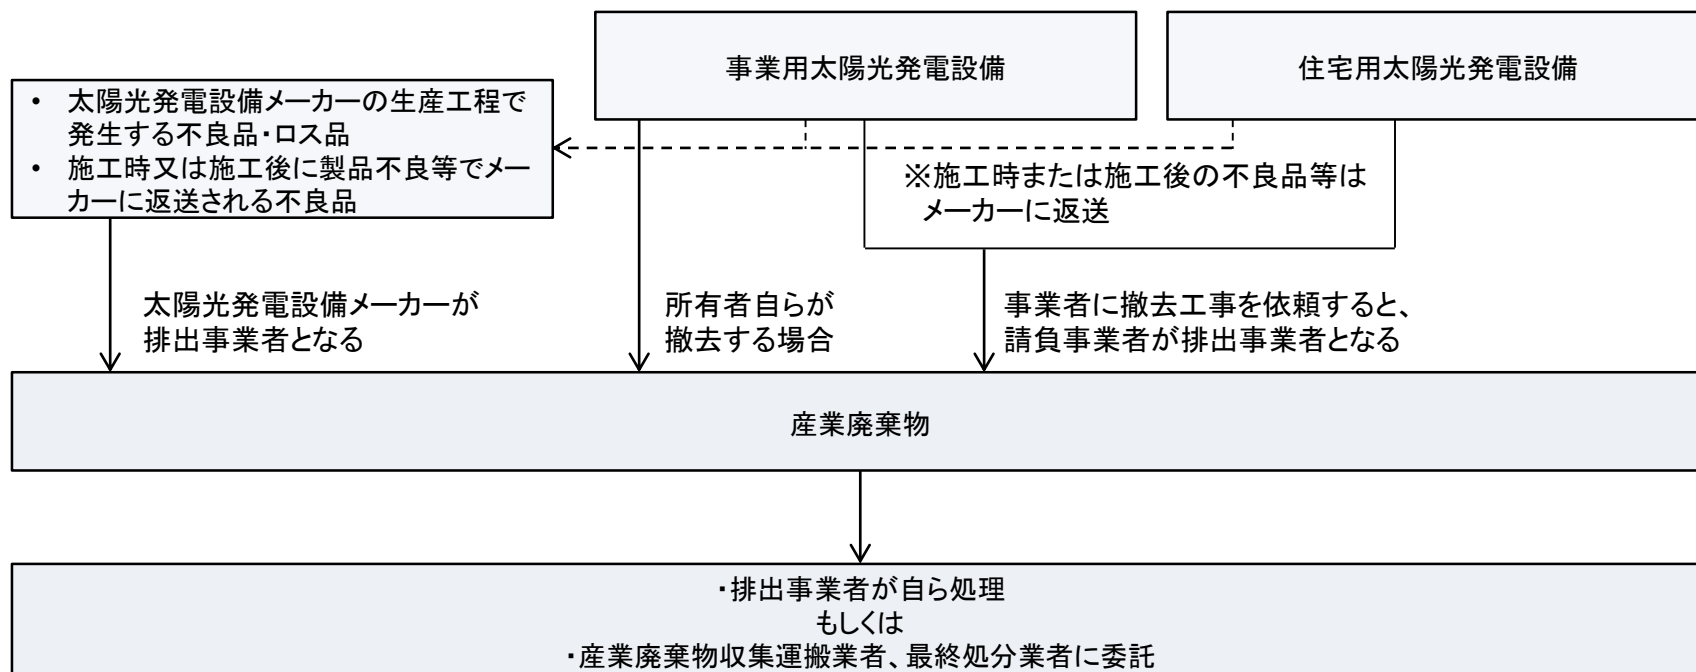 事業用太陽光発電設備
住宅用太陽光発電設備
• 太陽光発電設備メーカーの生産工程で
発生する不良品・ロス品
• 施工時又は施工後に製品不良等でメー
カーに返送される不良品
※施工時または施工後の不良品等は
メーカーに返送
太陽光発電設備メーカーが
排出事業者となる
所有者自らが
撤去する場合
事業者に撤去工事を依頼すると、
請負事業者が排出事業者となる
産業廃棄物
・排出事業者が自ら処理
もしくは
・産業廃棄物収集運搬業者、最終処分業者に委託